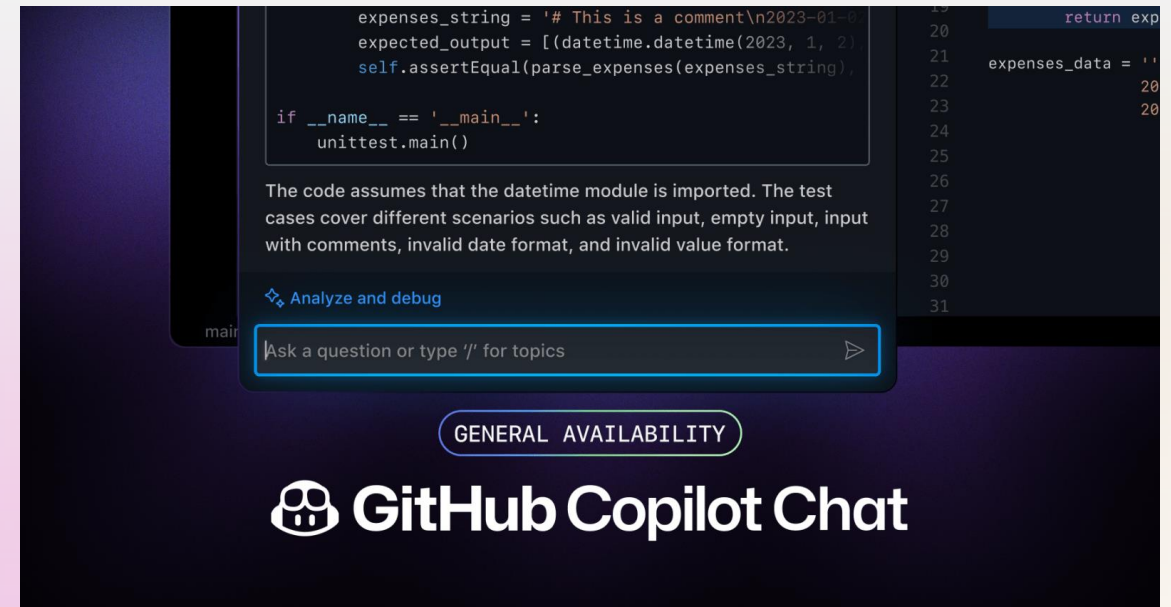 expenses_string = '# This is a comment\n2023-01-0
expected_output = [(datetime.datetime(2023, 1, 2),
self.assertEqual(parse_expenses(expenses_string),
if __name__ == '__main__':
unittest.main()
The code assumes that the datetime module is imported. The test
cases cover different scenarios such as valid input, empty input, input
with comments, invalid date format, and invalid value format.
Analyze and debug
Ask a question or type '/' for topics
main
19
return exp
20
21
expenses_data = ''
22
20
23
20
24
25
26
27
28
29
30
31
GENERAL AVAILABILITY
GitHub Copilot Chat